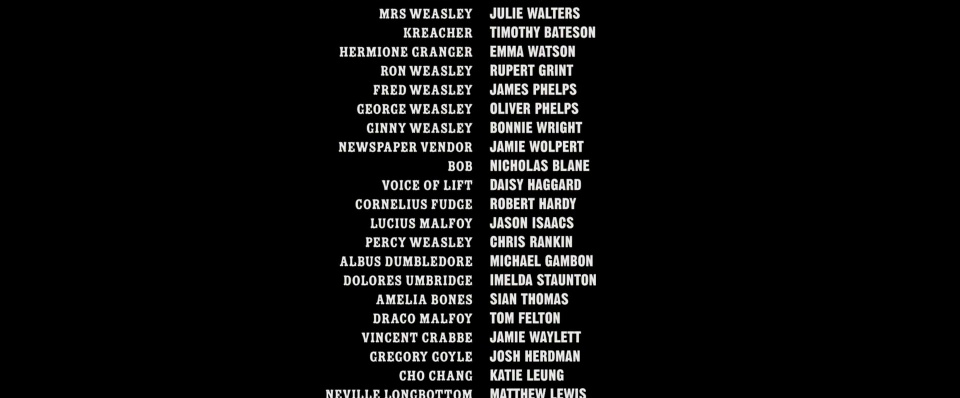 MRS WEASLEY JULIE WALTERS
KREACHER TIMOTHY BATESON
HERMIONE GRANGER EMMA WATSON
RON WEASLEY RUPERT GRINT
FRED WEASLEY JAMES PHELPS
GEORGE WEASLEY OLIVER PHELPS
GINNY WEASLEY BONNIE WRIGHT
NEWSPAPER VENDOR JAMIE WOLPERT
BOB NICHOLAS BLANE
VOICE OF LIFT DAISY HAGGARD
CORNELIUS FUDGE ROBERT HARDY
LUCIUS MALFOY JASON ISAACS
PERCY WEASLEY CHRIS RANKIN
ALBUS DUMBLEDORE MICHAEL GAMBON
DOLORES UMBRIDGE IMELDA STAUNTON
AMELIA BONES SIAN THOMAS
DRACO MALFOY TOM FELTON
VINCENT CRABBE JAMIE WAYLETT
GREGORY GOYLE JOSH HERDMAN
CHO CHANG KATIE LEUNG
NEVILLE LONGBOTTOM MATTHEW LEWIS